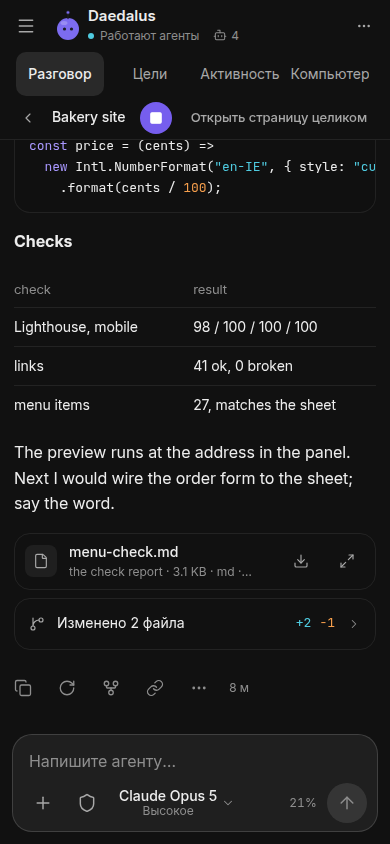 Daedalus
Работают агенты 4
Разговор Цели Активность Компьютер
Bakery site Открыть страницу целиком
const price = (cents) =>
new Intl.NumberFormat("en-IE", { style: "cu
.format(cents / 100);
Checks
check result
Lighthouse, mobile 98 / 100 / 100 / 100
links 41 ok, 0 broken
menu items 27, matches the sheet
The preview runs at the address in the panel.
Next I would wire the order form to the sheet;
say the word.
menu-check.md
the check report · 3.1 KB · md ·...
Изменено 2 файла +2 -1
8 м
Напишите агенту...
Claude Opus 5
Высокое
21%